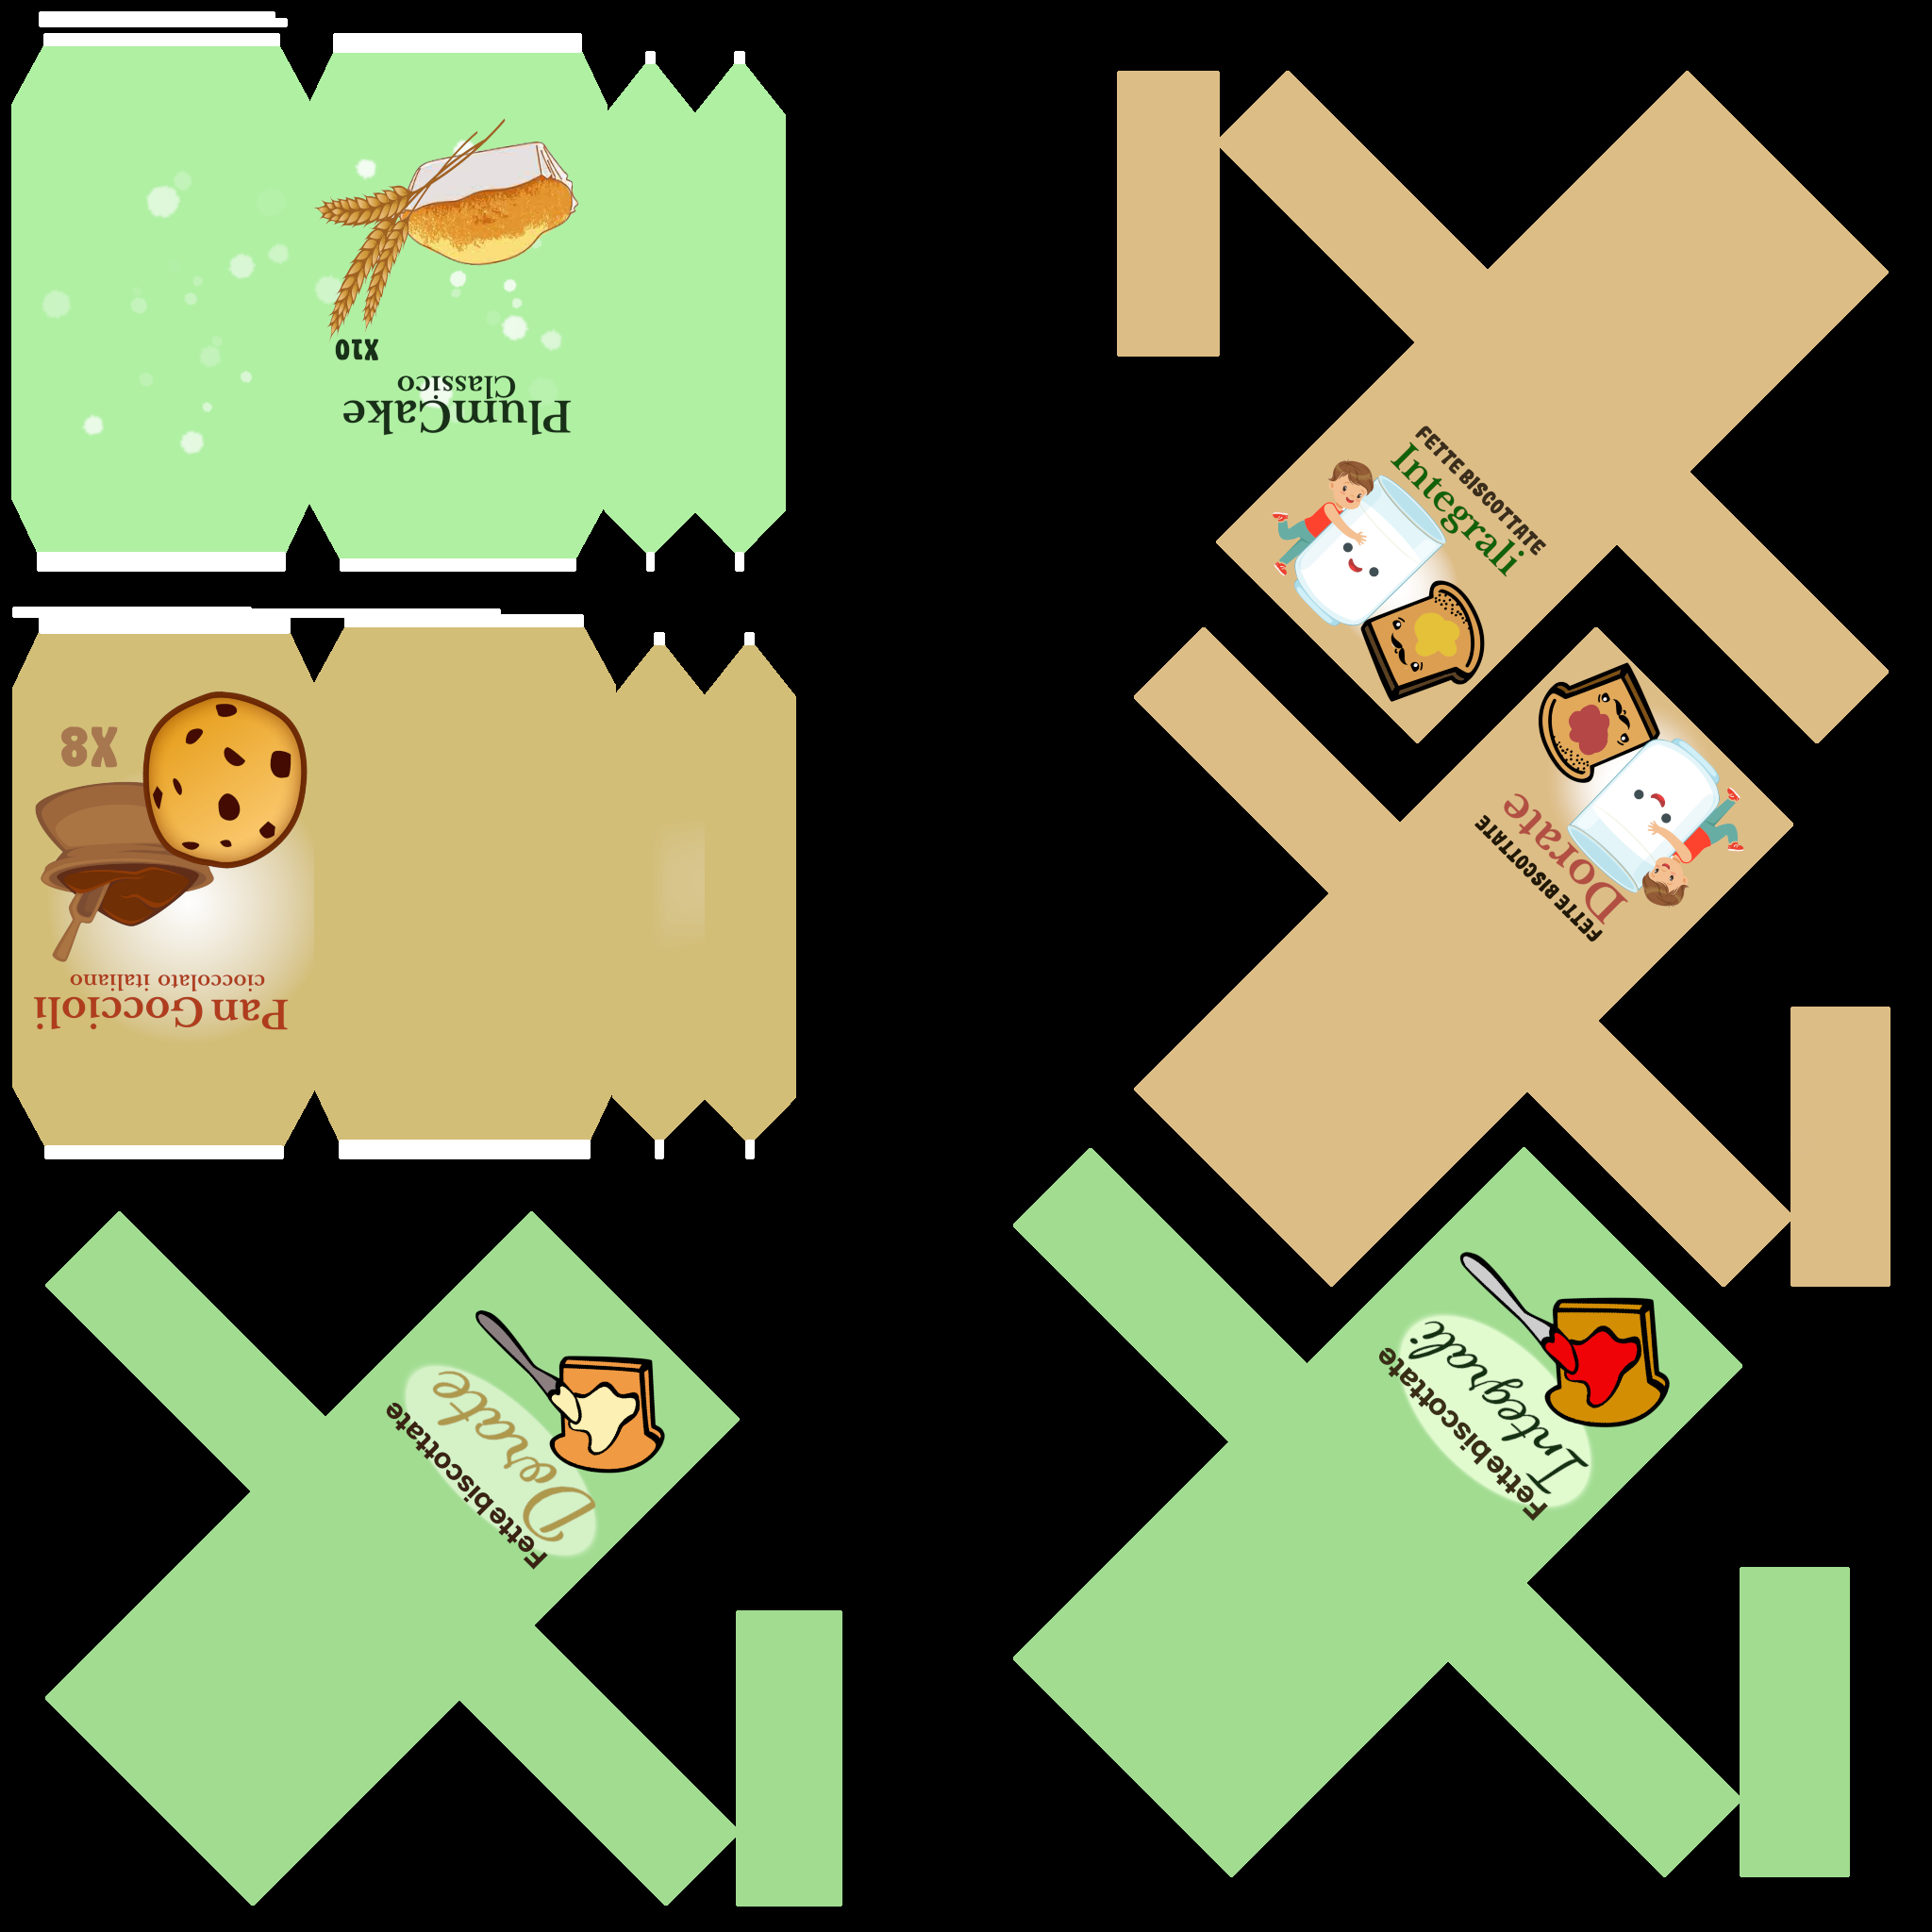 PlumCake
Classico
X10
FETTE BISCOTTATE
Integrali
Pan Goccioli
cioccolato italiano
X8
FETTE BISCOTTATE
Dorate
Fette biscottate
Dorate
Fette biscottate
Integrali